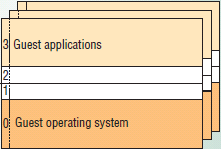 3 Guest applications
2
1
0 Guest operating system